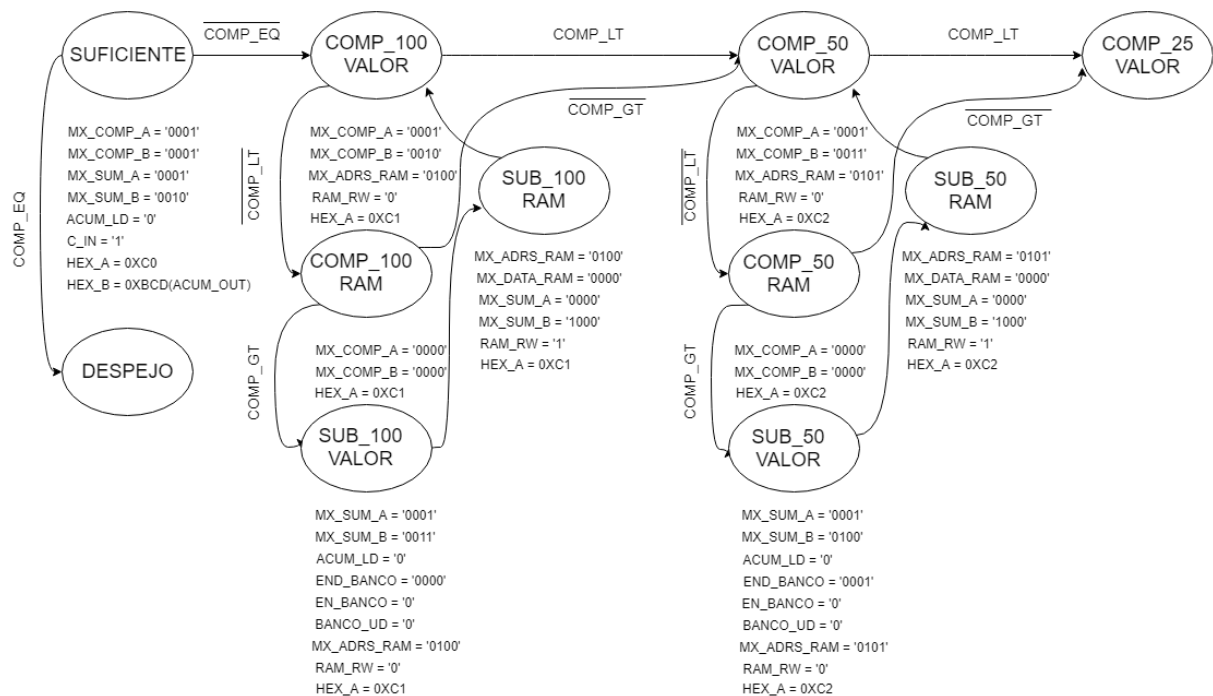 SUFICIENTE
COMP_EQ
COMP_100
VALOR
COMP_LT
COMP_50
VALOR
COMP_LT
COMP_25
VALOR
COMP_EQ
MX_COMP_A = '0001'
MX_COMP_B = '0001'
MX_SUM_A = '0001'
MX_SUM_B = '0010'
ACUM_LD = '0'
C_IN = '1'
HEX_A = 0XC0
HEX_B = 0XBCD(ACUM_OUT)
DESPEJO
COMP_LT
MX_COMP_A = '0001'
MX_COMP_B = '0010'
MX_ADRS_RAM = '0100'
RAM_RW = '0'
HEX_A = 0XC1
COMP_GT
COMP_100
RAM
COMP_GT
MX_COMP_A = '0000'
MX_COMP_B = '0000'
HEX_A = 0XC1
SUB_100
RAM
MX_ADRS_RAM = '0100'
MX_DATA_RAM = '0000'
MX_SUM_A = '0000'
MX_SUM_B = '1000'
RAM_RW = '1'
HEX_A = 0XC1
SUB_100
VALOR
MX_SUM_A = '0001'
MX_SUM_B = '0011'
ACUM_LD = '0'
END_BANCO = '0000'
EN_BANCO = '0'
BANCO_UD = '0'
MX_ADRS_RAM = '0100'
RAM_RW = '0'
HEX_A = 0XC1
COMP_LT
MX_COMP_A = '0001'
MX_COMP_B = '0011'
MX_ADRS_RAM = '0101'
RAM_RW = '0'
HEX_A = 0XC2
COMP_GT
COMP_50
RAM
COMP_GT
MX_COMP_A = '0000'
MX_COMP_B = '0000'
HEX_A = 0XC2
SUB_50
RAM
MX_ADRS_RAM = '0101'
MX_DATA_RAM = '0000'
MX_SUM_A = '0000'
MX_SUM_B = '1000'
RAM_RW = '1'
HEX_A = 0XC2
SUB_50
VALOR
MX_SUM_A = '0001'
MX_SUM_B = '0100'
ACUM_LD = '0'
END_BANCO = '0001'
EN_BANCO = '0'
BANCO_UD = '0'
MX_ADRS_RAM = '0101'
RAM_RW = '0'
HEX_A = 0XC2